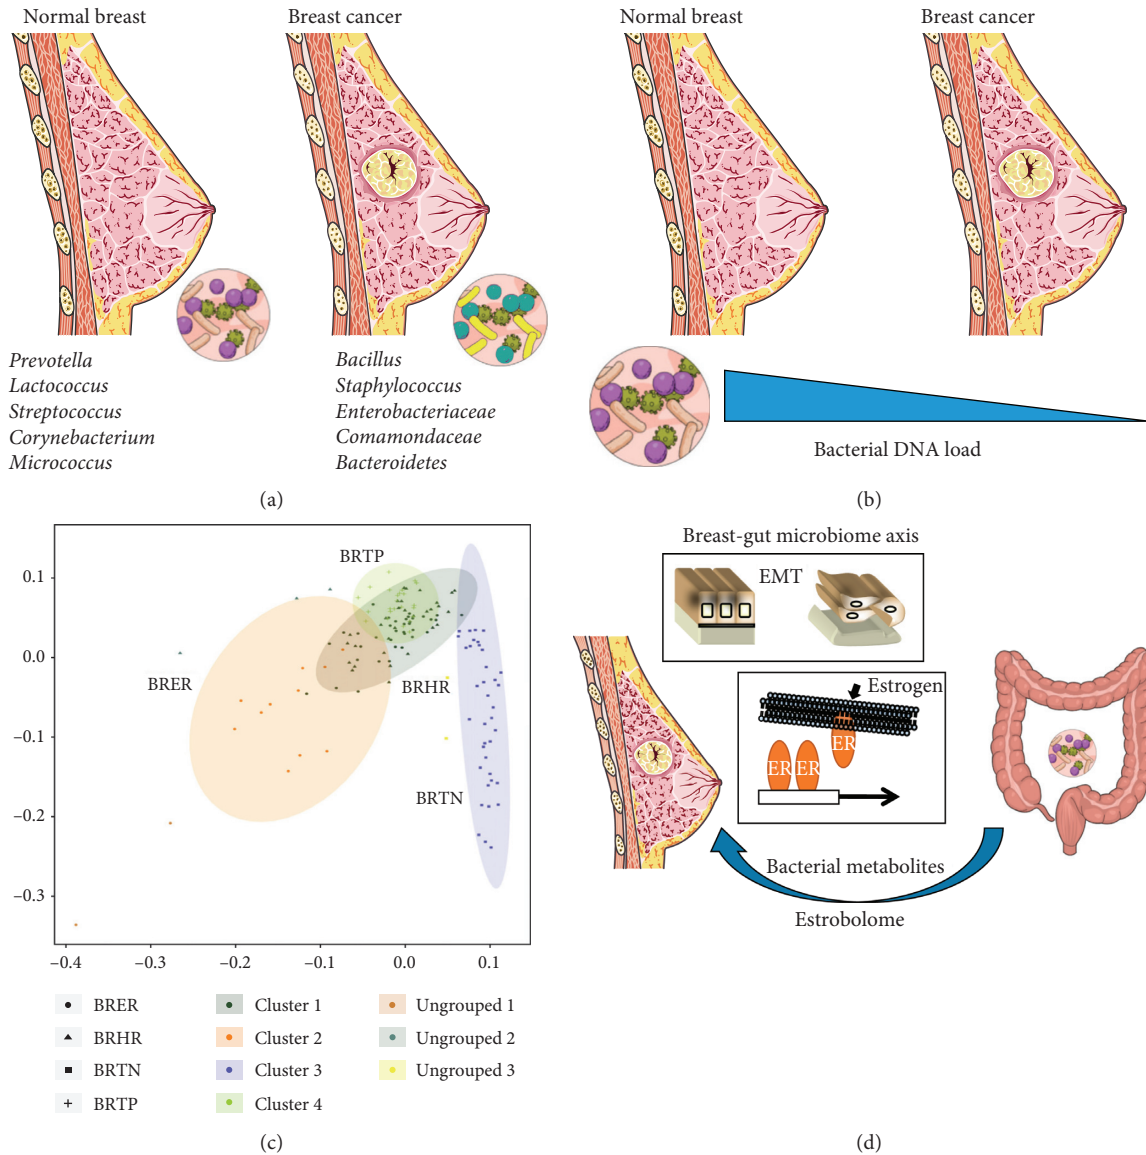 Normal breast
Breast cancer
Prevotella
Lactococcus
Streptococcus
Corynebacterium
Micrococcus
Bacillus
Staphylococcus
Enterobacteriaceae
Comamondaceae
Bacteroidetes
(a)
Normal breast
Breast cancer
Bacterial DNA load
(b)
BRTP
BRER
BRHR
BRTN
0.1
0.0
–0.1
–0.2
–0.3
–0.4
–0.3
–0.2
–0.1
0.0
0.1
BRER
BRHR
BRTN
BRTP
Cluster 1
Cluster 2
Cluster 3
Cluster 4
Ungrouped 1
Ungrouped 2
Ungrouped 3
(c)
Breast-gut microbiome axis
EMT
Estrogen
ER
ER
ER
Bacterial metabolites
Estrobolome
(d)